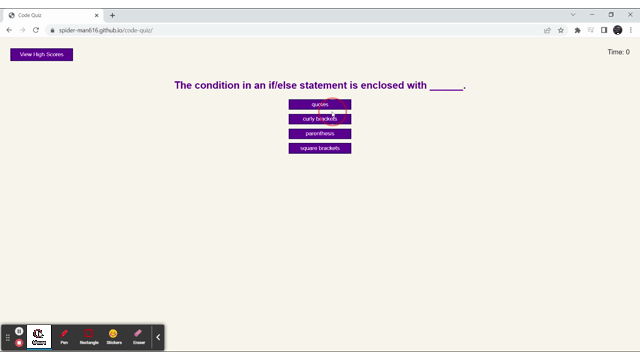 Code Quiz
spider-man616.github.io/code-quiz/
View High Scores
Time: 0
The condition in an if/else statement is enclosed with ______.
quotes
curly brackets
parenthesis
square brackets
Pen
Rectangle
Stickers
Eraser